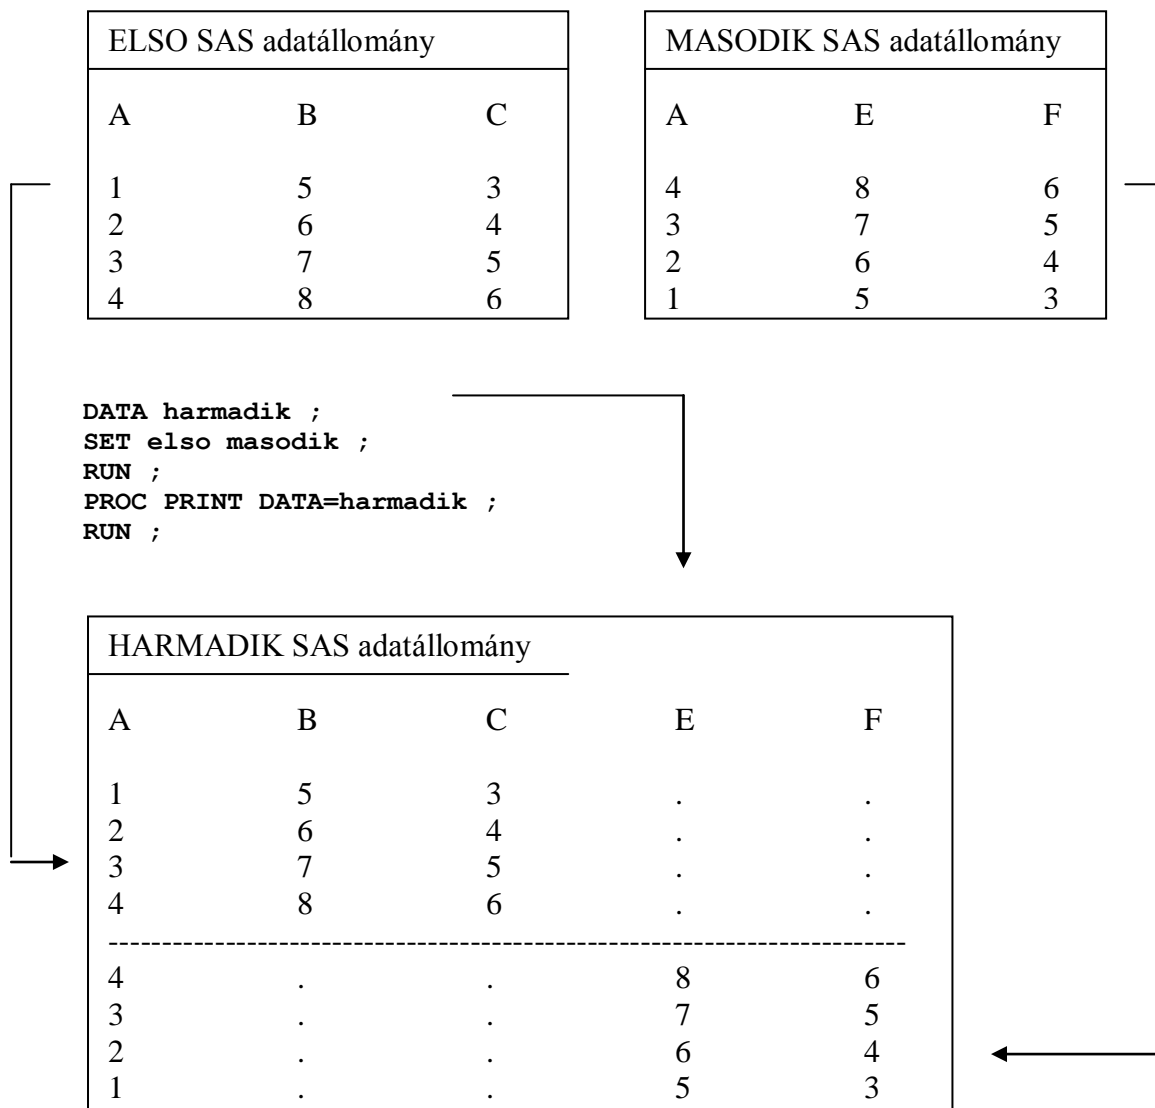 ELSO SAS adatállomány
A B C
1 5 3
2 6 4
3 7 5
4 8 6
MASODIK SAS adatállomány
A E F
4 8 6
3 7 5
2 6 4
1 5 3
DATA harmadik ;
SET elso masodik ;
RUN ;
PROC PRINT DATA=harmadik ;
RUN ;
HARMADIK SAS adatállomány
A B C E F
1 5 3 . .
2 6 4 . .
3 7 5 . .
4 8 6 . .
---------------------------------------------------------------------------
4 . . 8 6
3 . . 7 5
2 . . 6 4
1 . . 5 3